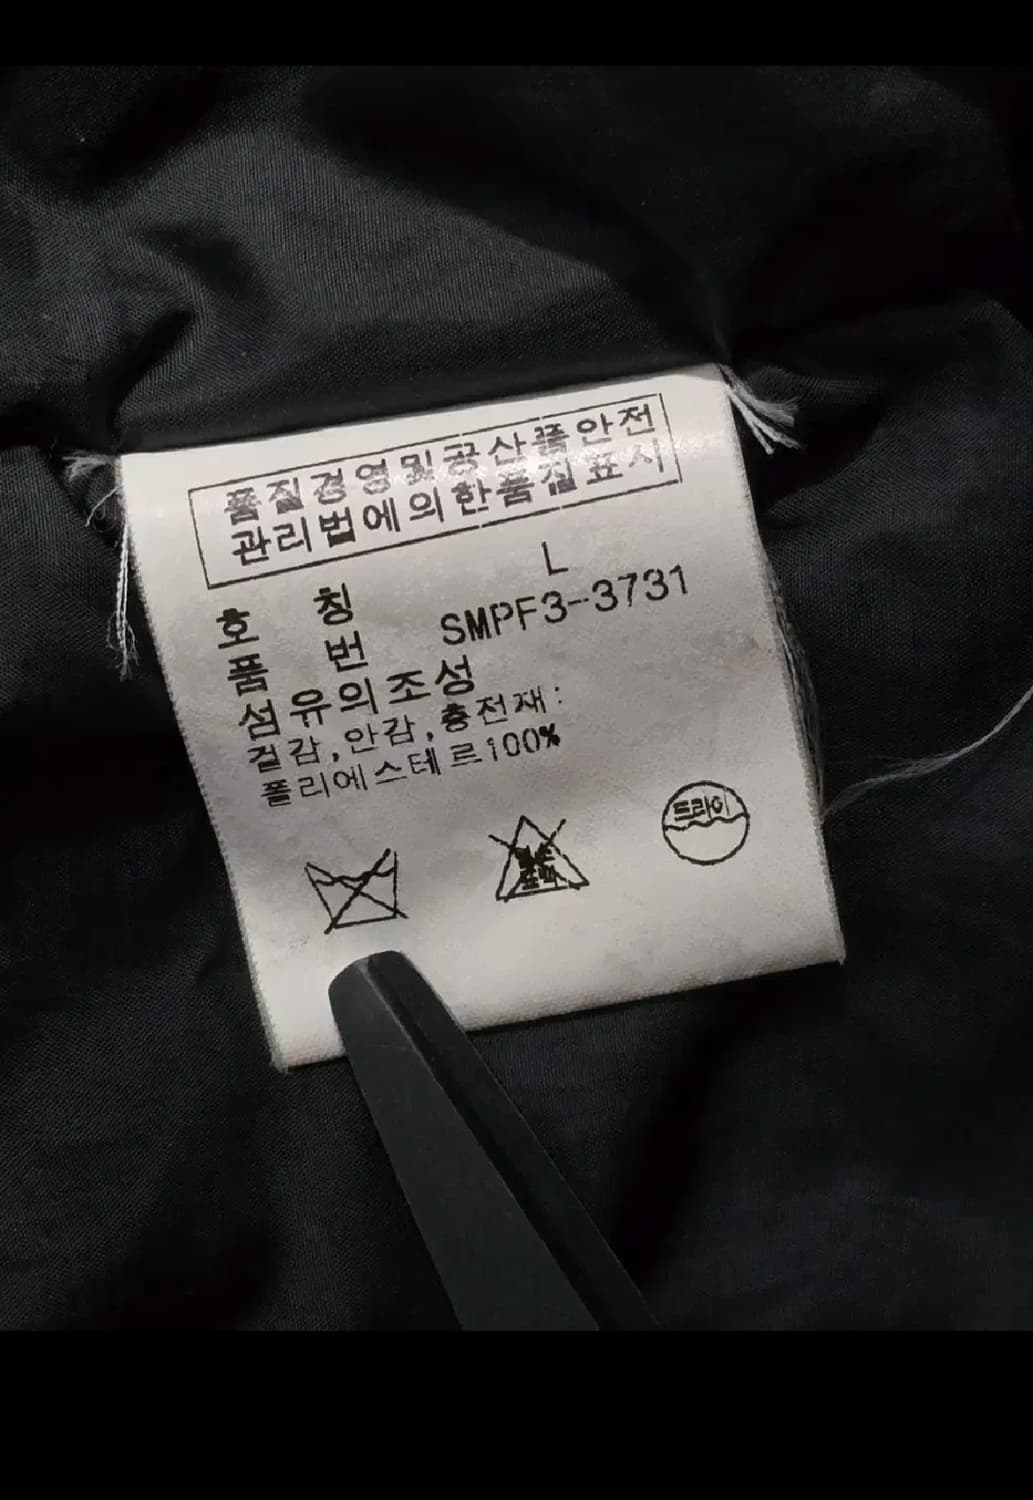 품질경영및공산품안전
관리법에의한품질표시
호 칭 L
품 번 SMPF3-3731
섬유의조성
겉감,안감,충전재:
폴리에스테르100%
드라이